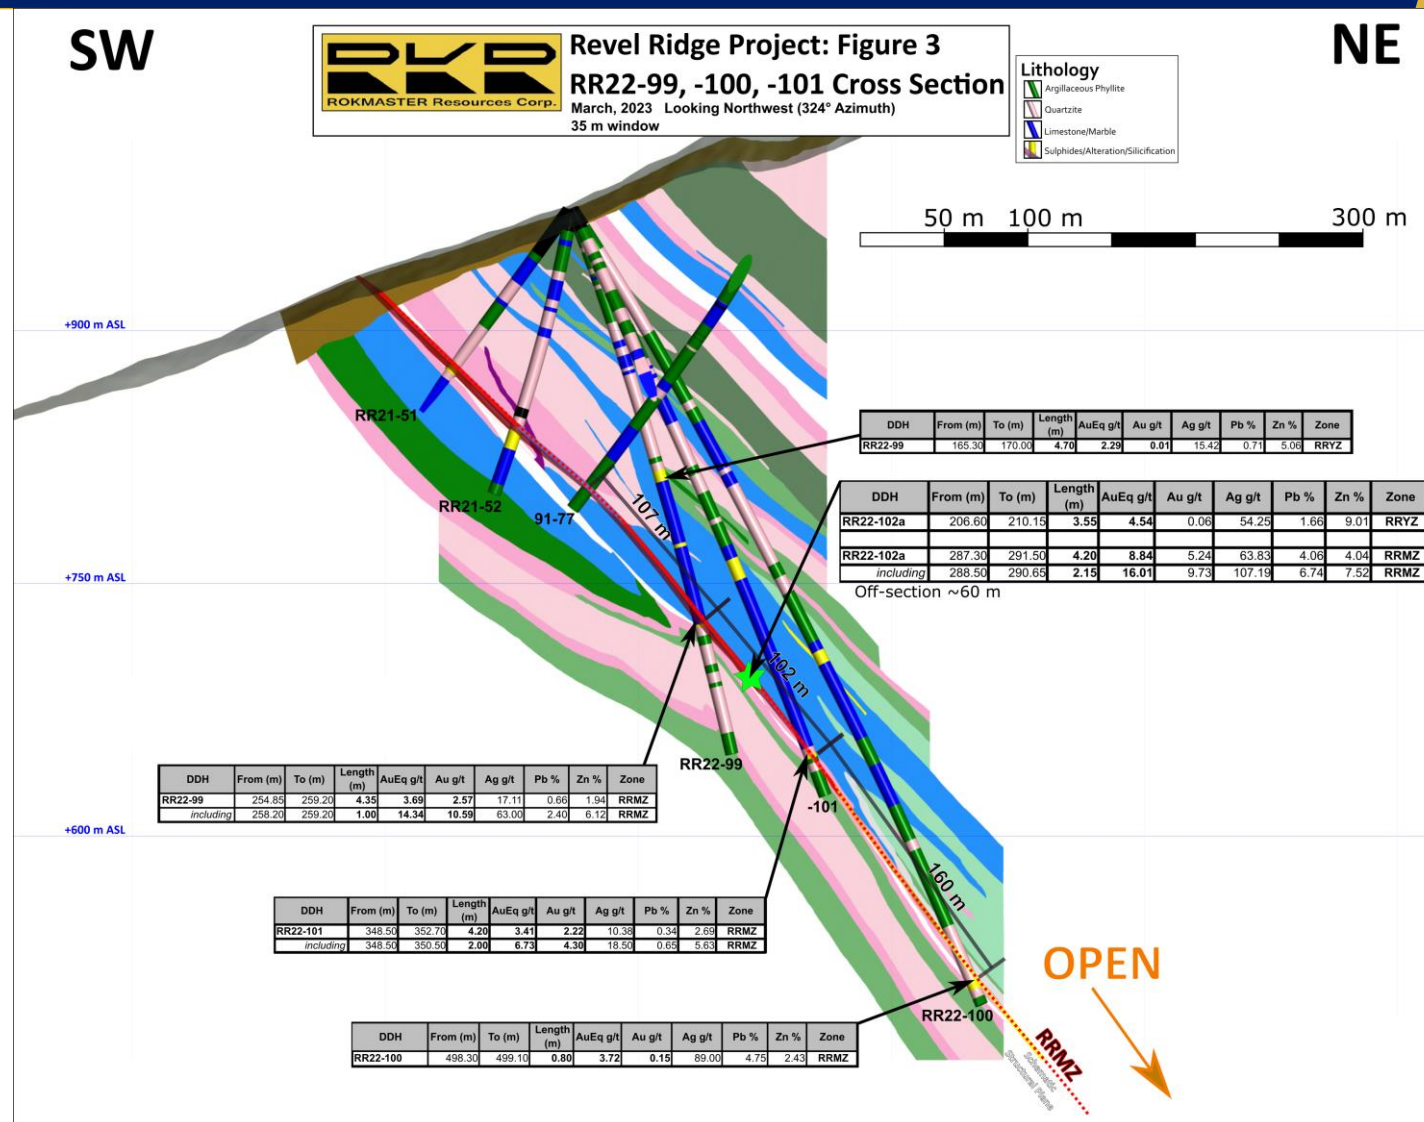 SW
NE
ROKMASTER Resources Corp.
Revel Ridge Project: Figure 3
RR22-99, -100, -101 Cross Section
March, 2023 Looking Northwest (324° Azimuth)
35 m window
Lithology
Argillaceous Phyllite
Quartzite
Limestone/Marble
Sulphides/Alteration/Silicification
50 m 100 m 300 m
+900 m ASL
+750 m ASL
+600 m ASL
RR21-51
RR21-52
91-77
107 m
102 m
160 m
RR22-99
-101
RR22-100
DDH From (m) To (m) Length (m) AuEq g/t Au g/t Ag g/t Pb % Zn % Zone
RR22-99 165.30 170.00 4.70 2.29 0.01 15.42 0.71 5.06 RRYZ
DDH From (m) To (m) Length (m) AuEq g/t Au g/t Ag g/t Pb % Zn % Zone
RR22-102a 206.60 210.15 3.55 4.54 0.06 54.25 1.66 9.01 RRYZ
RR22-102a 287.30 291.50 4.20 8.84 5.24 63.83 4.06 4.04 RRMZ
including 288.50 290.65 2.15 16.01 9.73 107.19 6.74 7.52 RRMZ
Off-section ~60 m
DDH From (m) To (m) Length (m) AuEq g/t Au g/t Ag g/t Pb % Zn % Zone
RR22-99 254.85 259.20 4.35 3.69 2.57 17.11 0.66 1.94 RRMZ
including 258.20 259.20 1.00 14.34 10.59 63.00 2.40 6.12 RRMZ
DDH From (m) To (m) Length (m) AuEq g/t Au g/t Ag g/t Pb % Zn % Zone
RR22-101 348.50 352.70 4.20 3.41 2.22 10.38 0.34 2.69 RRMZ
including 348.50 350.50 2.00 6.73 4.30 18.50 0.65 5.63 RRMZ
DDH From (m) To (m) Length (m) AuEq g/t Au g/t Ag g/t Pb % Zn % Zone
RR22-100 498.30 499.10 0.80 3.72 0.15 89.00 4.75 2.43 RRMZ
OPEN
RRMZ
Schematic
Structural Plane